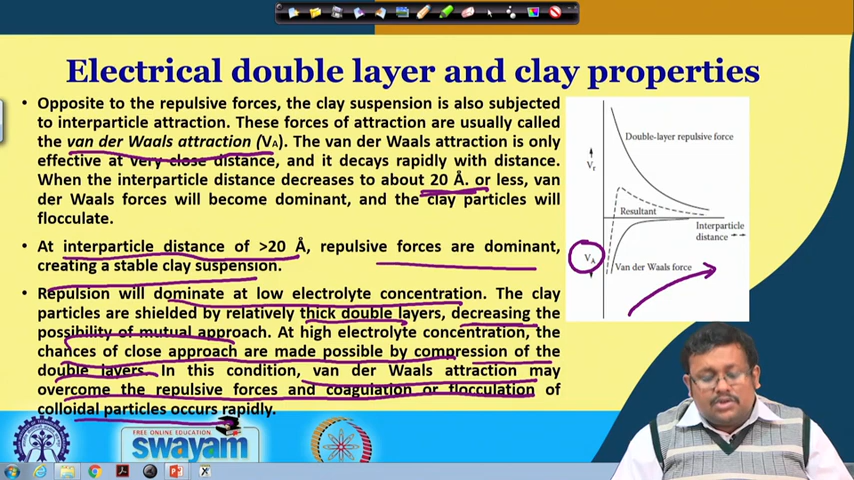 Electrical double layer and clay properties
• Opposite to the repulsive forces, the clay suspension is also subjected
to interparticle attraction. These forces of attraction are usually called
the van der Waals attraction (VA). The van der Waals attraction is only
effective at very close distance, and it decays rapidly with distance.
When the interparticle distance decreases to about 20 Å. or less, van
der Waals forces will become dominant, and the clay particles will
flocculate.
• At interparticle distance of >20 Å, repulsive forces are dominant,
creating a stable clay suspension.
• Repulsion will dominate at low electrolyte concentration. The clay
particles are shielded by relatively thick double layers, decreasing the
possibility of mutual approach. At high electrolyte concentration, the
chances of close approach are made possible by compression of the
double layers. In this condition, van der Waals attraction may
overcome the repulsive forces and coagulation or flocculation of
colloidal particles occurs rapidly.
Double-layer repulsive force
Vr
Resultant
Interparticle
distance
VA
Van der Waals force
FREE ONLINE EDUCATION
swayam